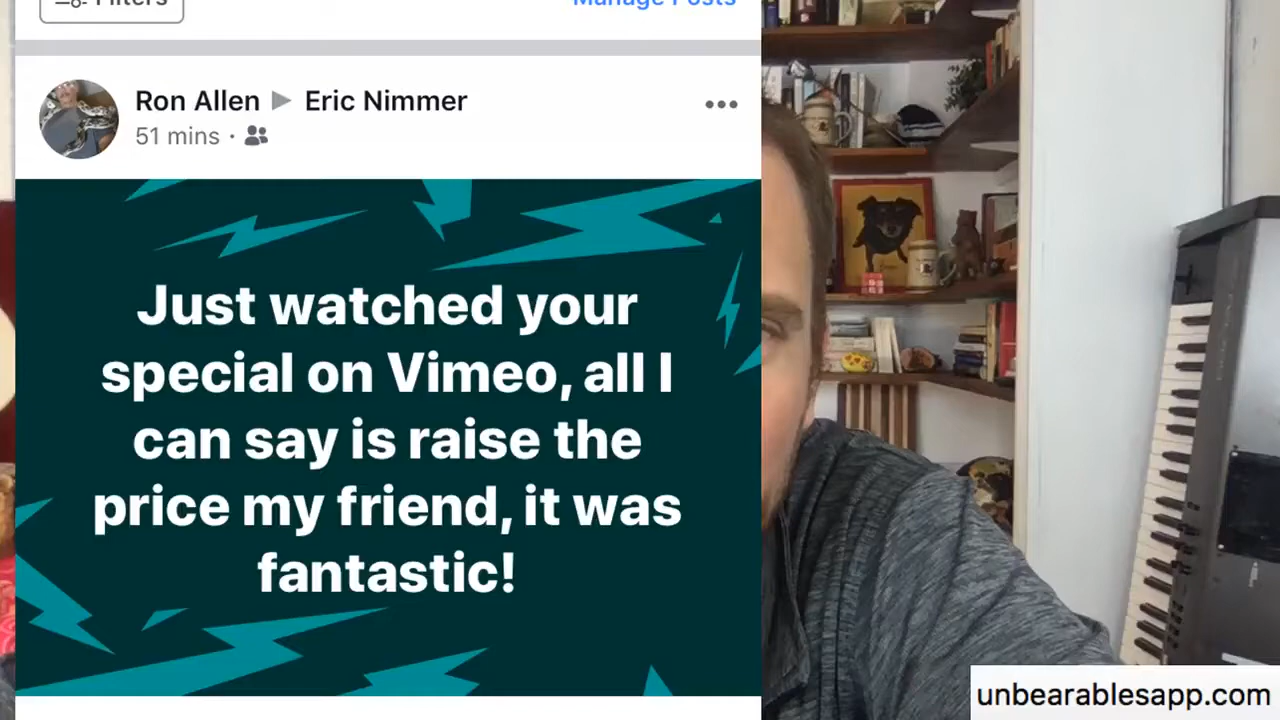 Filters
Manage Posts
Ron Allen ▶ Eric Nimmer
51 mins ·
Just watched your
special on Vimeo, all I
can say is raise the
price my friend, it was
fantastic!
unbearablesapp.com